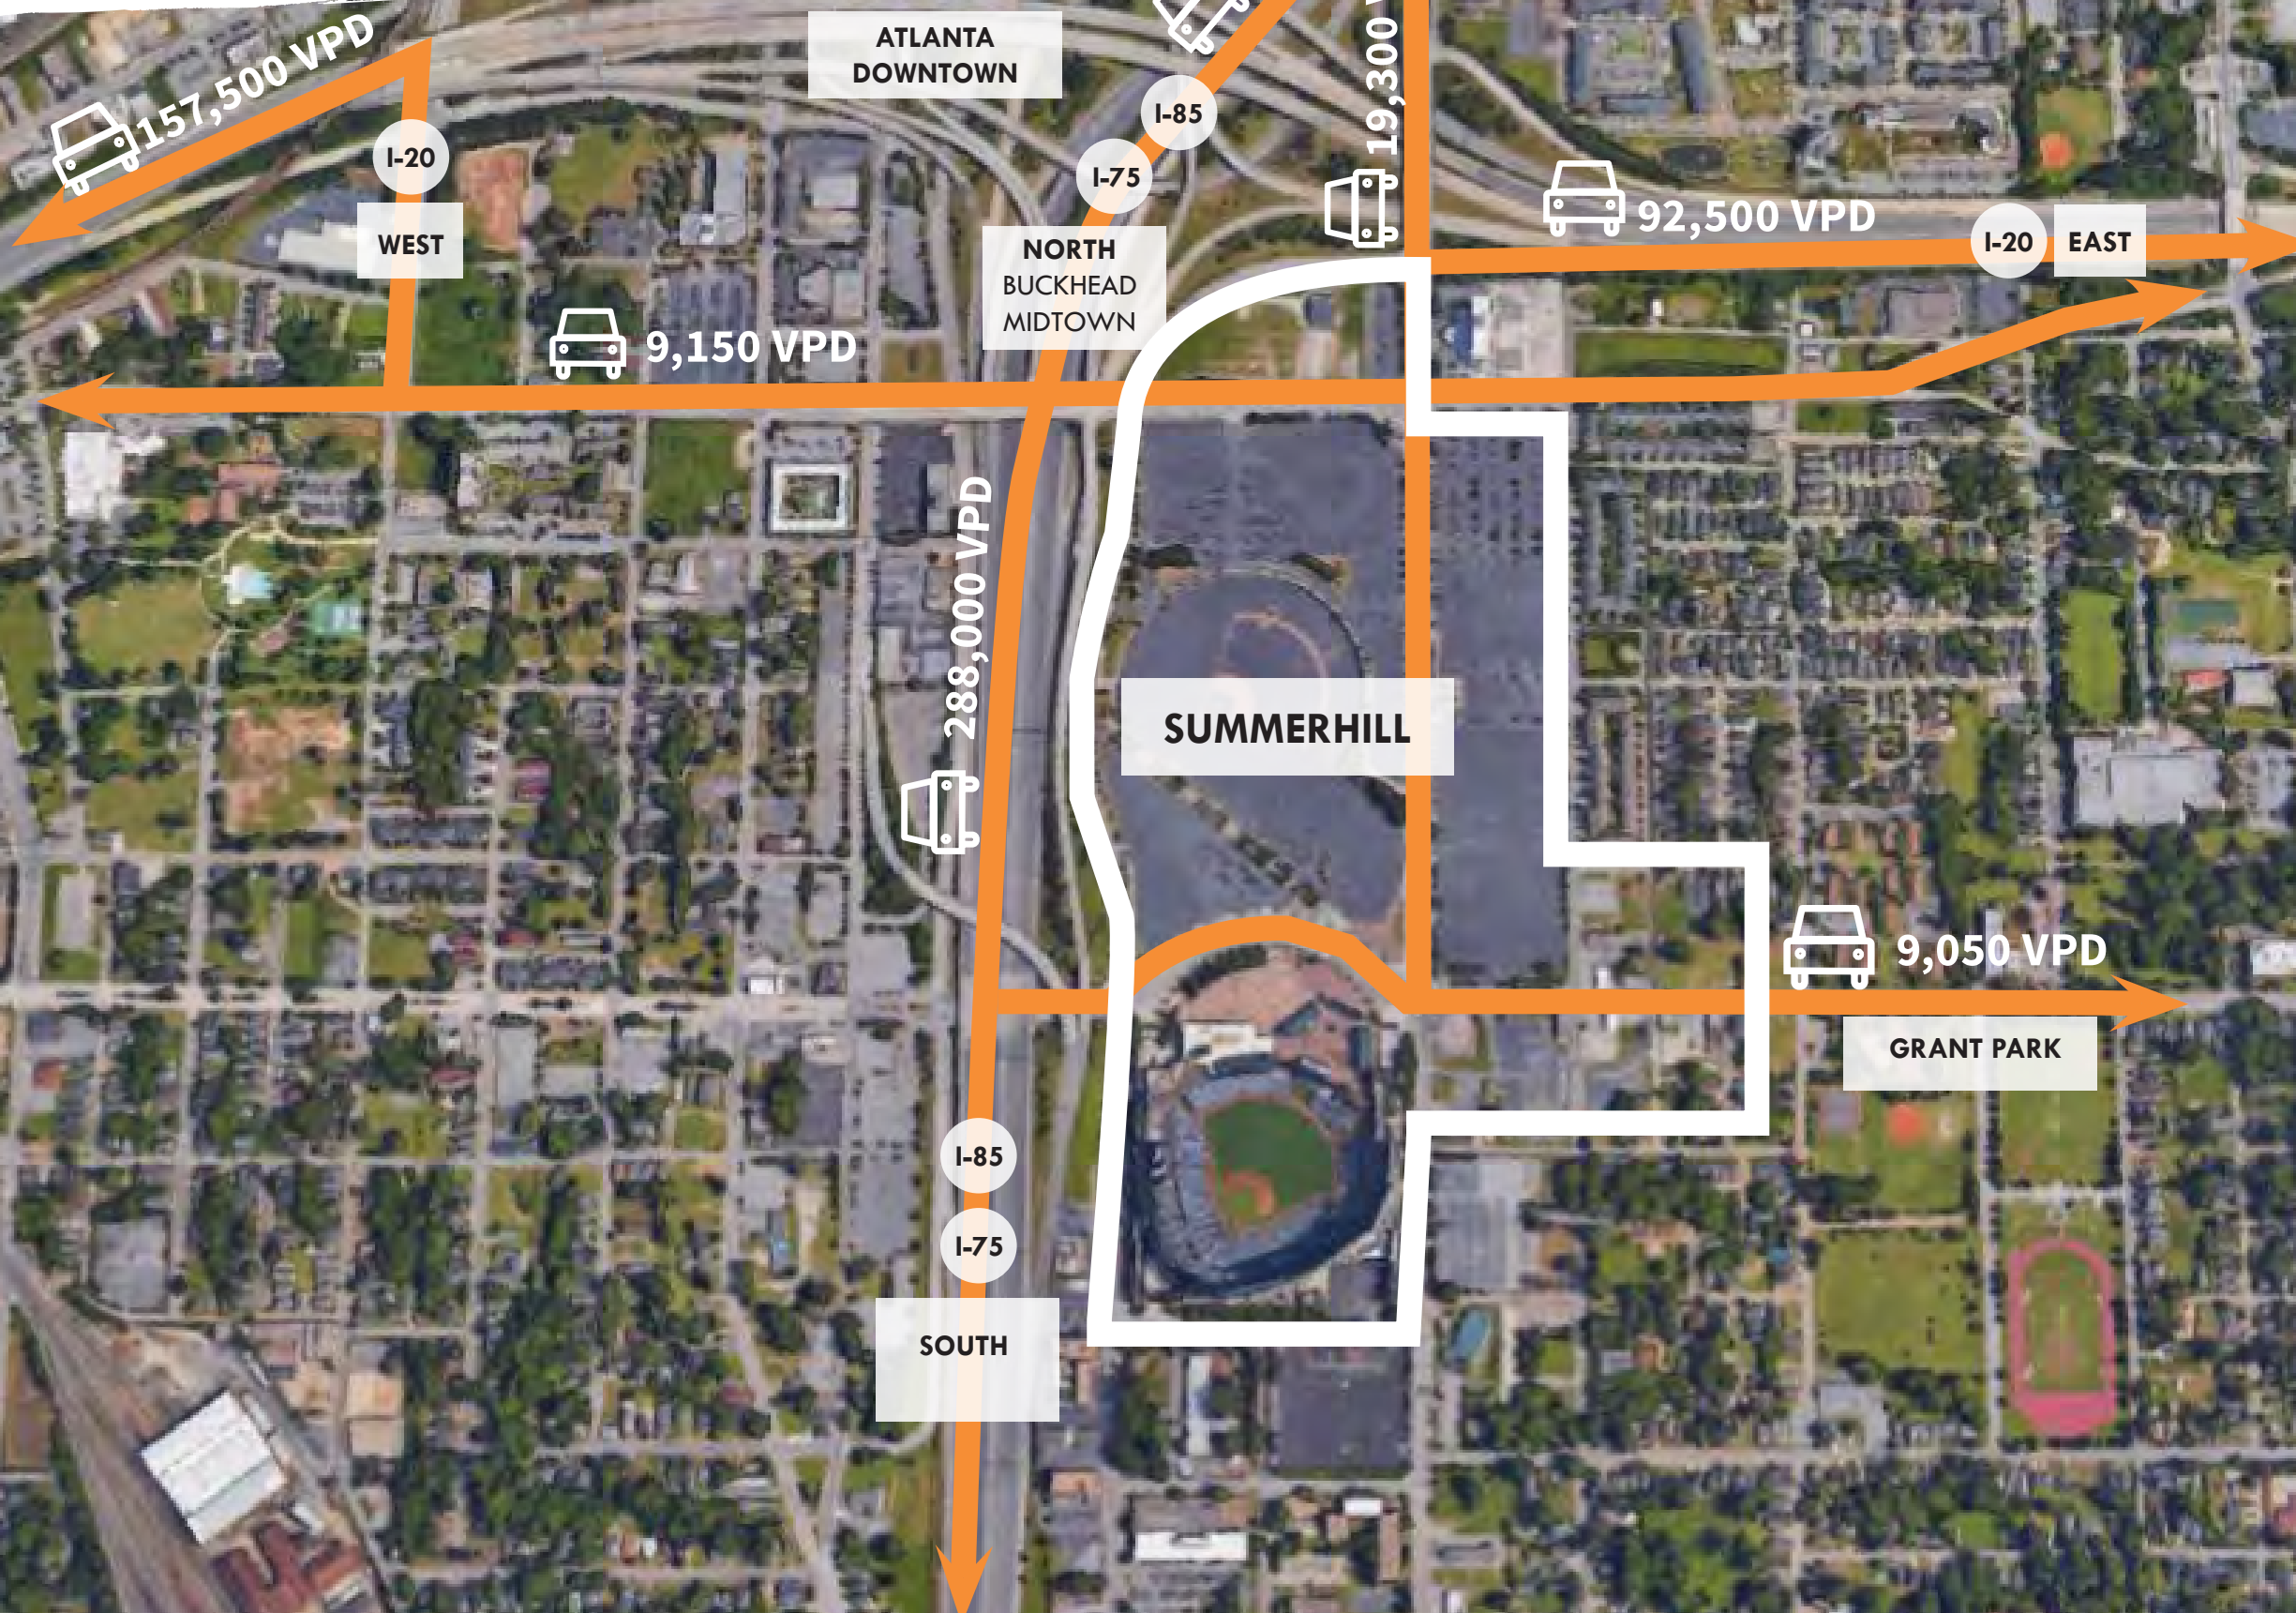 157,500 VPD
ATLANTA
DOWNTOWN
19,300
I-85
I-20
I-75
92,500 VPD
I-20
EAST
WEST
NORTH
BUCKHEAD
MIDTOWN
9,150 VPD
288,000 VPD
SUMMERHILL
9,050 VPD
GRANT PARK
I-85
I-75
SOUTH